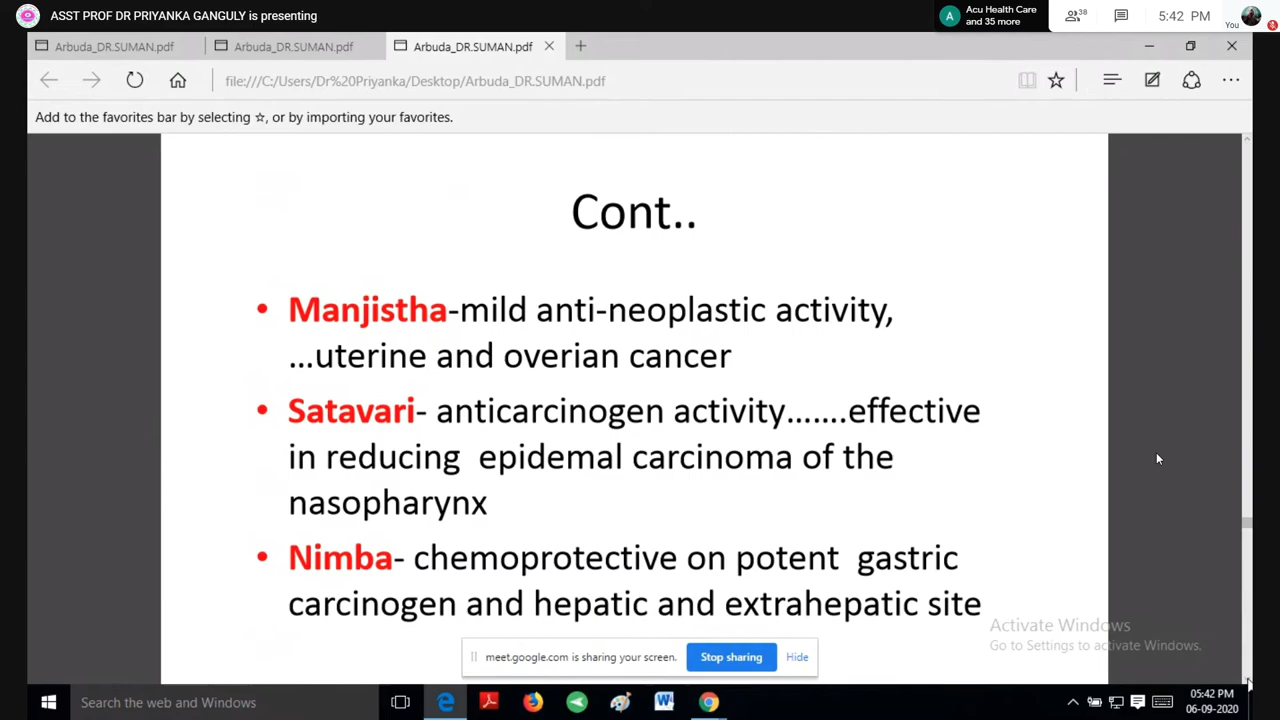 ASST PROF DR PRIYANKA GANGULY is presenting
A
Acu Health Care
and 35 more
38
5:42 PM
You
Arbuda_DR.SUMAN.pdf
Arbuda_DR.SUMAN.pdf
Arbuda_DR.SUMAN.pdf
file:///C:/Users/Dr%20Priyanka/Desktop/Arbuda_DR.SUMAN.pdf
Add to the favorites bar by selecting ☆, or by importing your favorites.
Cont..
• Manjistha-mild anti-neoplastic activity,
...uterine and overian cancer
• Satavari- anticarcinogen activity.......effective
in reducing epidemal carcinoma of the
nasopharynx
• Nimba- chemoprotective on potent gastric
carcinogen and hepatic and extrahepatic site
Activate Windows
Go to Settings to activate Windows.
meet.google.com is sharing your screen.
Stop sharing
Hide
Search the web and Windows
05:42 PM
06-09-2020